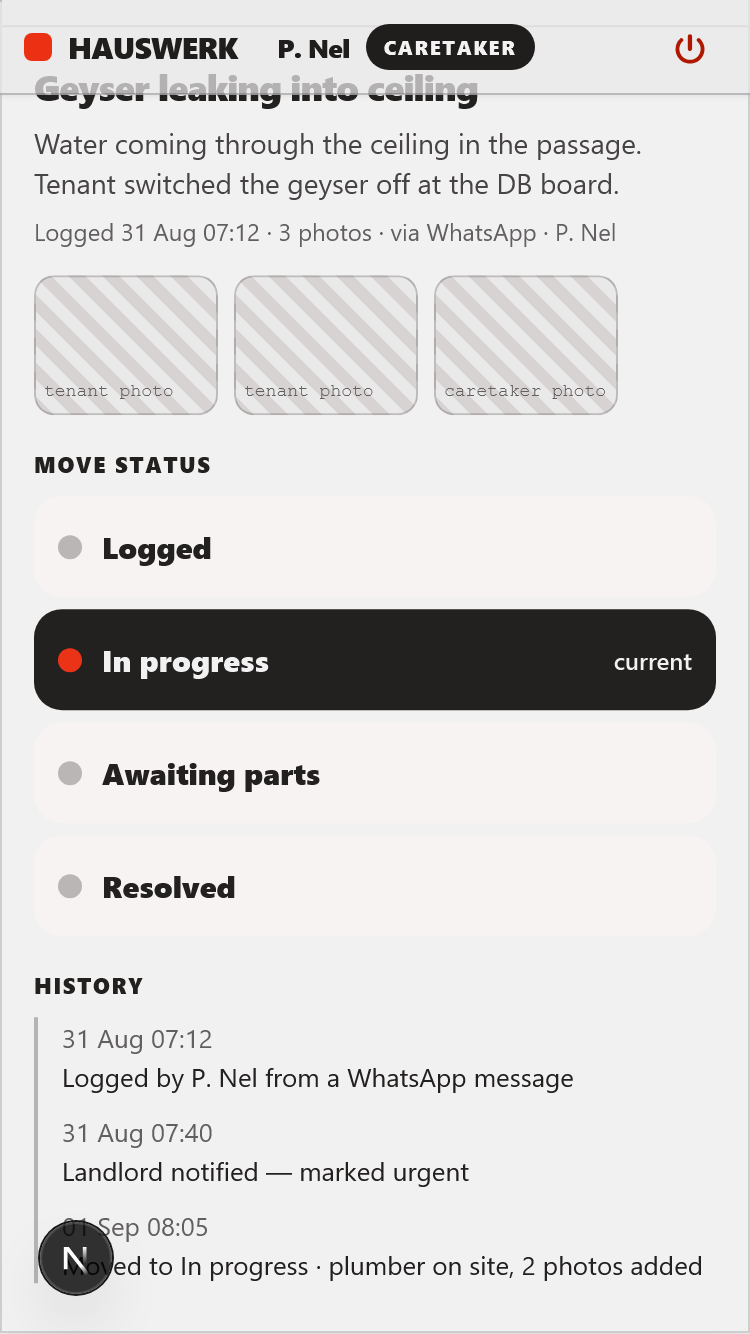 HAUSWERK P. Nel CARETAKER
Geyser leaking into ceiling
Water coming through the ceiling in the passage.
Tenant switched the geyser off at the DB board.
Logged 31 Aug 07:12 · 3 photos · via WhatsApp · P. Nel
tenant photo tenant photo caretaker photo
MOVE STATUS
Logged
In progress current
Awaiting parts
Resolved
HISTORY
31 Aug 07:12
Logged by P. Nel from a WhatsApp message
31 Aug 07:40
Landlord notified — marked urgent
01 Sep 08:05
Moved to In progress · plumber on site, 2 photos added
N